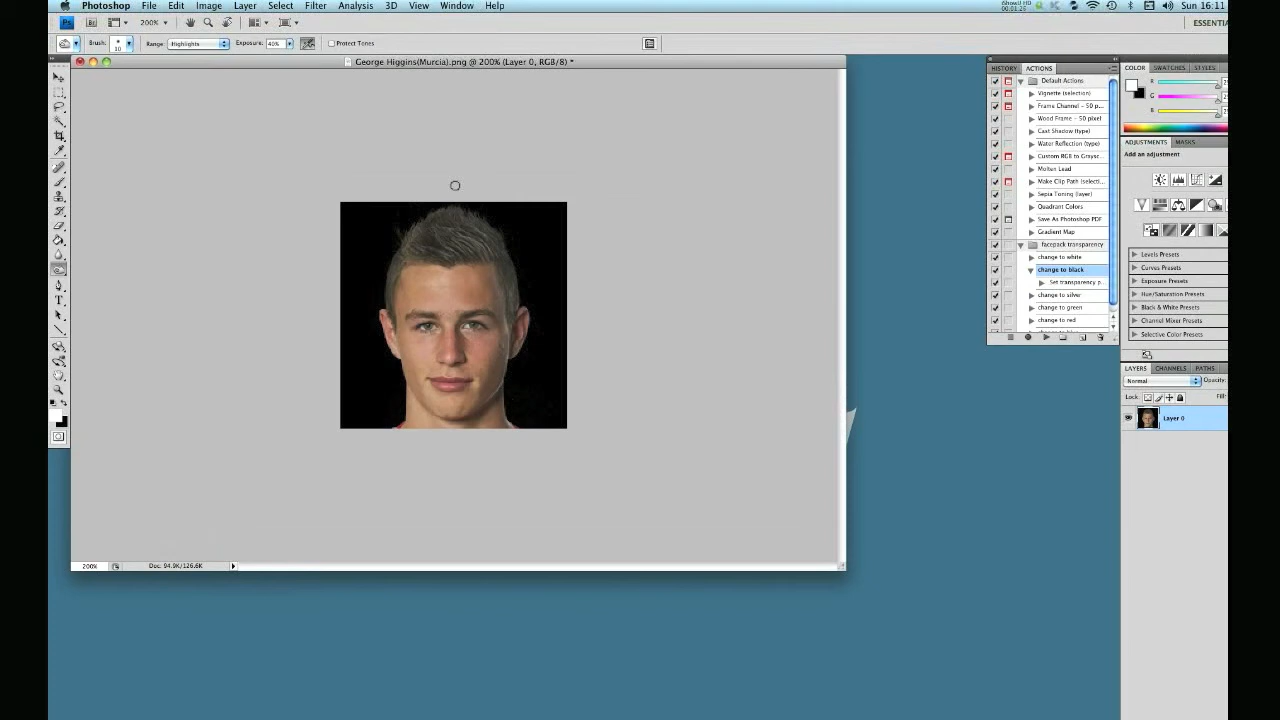 Photoshop File Edit Image Layer Select Filter Analysis 3D View Window Help
Sun 16:11
200%
ESSENTIA
Brush: 10 Range: Highlights Exposure: 40% Protect Tones
George Higgins(Murcia).png @ 200% (Layer 0, RGB/8) *
HISTORY ACTIONS
Default Actions
Vignette (selection)
Frame Channel - 50 p...
Wood Frame - 50 pixel
Cast Shadow (type)
Water Reflection (type)
Custom RGB to Graysc...
Molten Lead
Make Clip Path (selecti...
Sepia Toning (layer)
Quadrant Colors
Save As Photoshop PDF
Gradient Map
facepack transparency
change to white
change to black
Set transparency p...
change to silver
change to green
change to red
COLOR SWATCHES STYLES
R
G
B
ADJUSTMENTS MASKS
Add an adjustment
Levels Presets
Curves Presets
Exposure Presets
Hue/Saturation Presets
Black & White Presets
Channel Mixer Presets
Selective Color Presets
LAYERS CHANNELS PATHS
Normal Opacity:
Lock: Fill:
Layer 0
200% Doc: 94.9K/126.6K